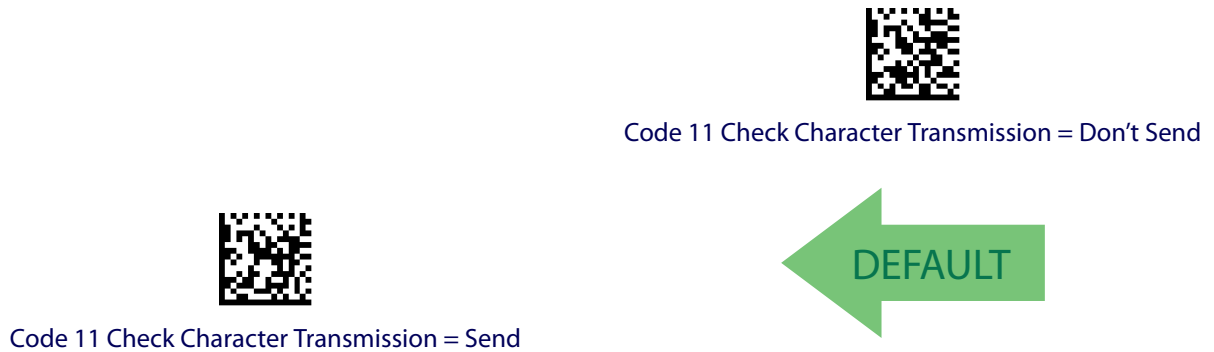 Code 11 Check Character Transmission = Don’t Send
DEFAULT
Code 11 Check Character Transmission = Send